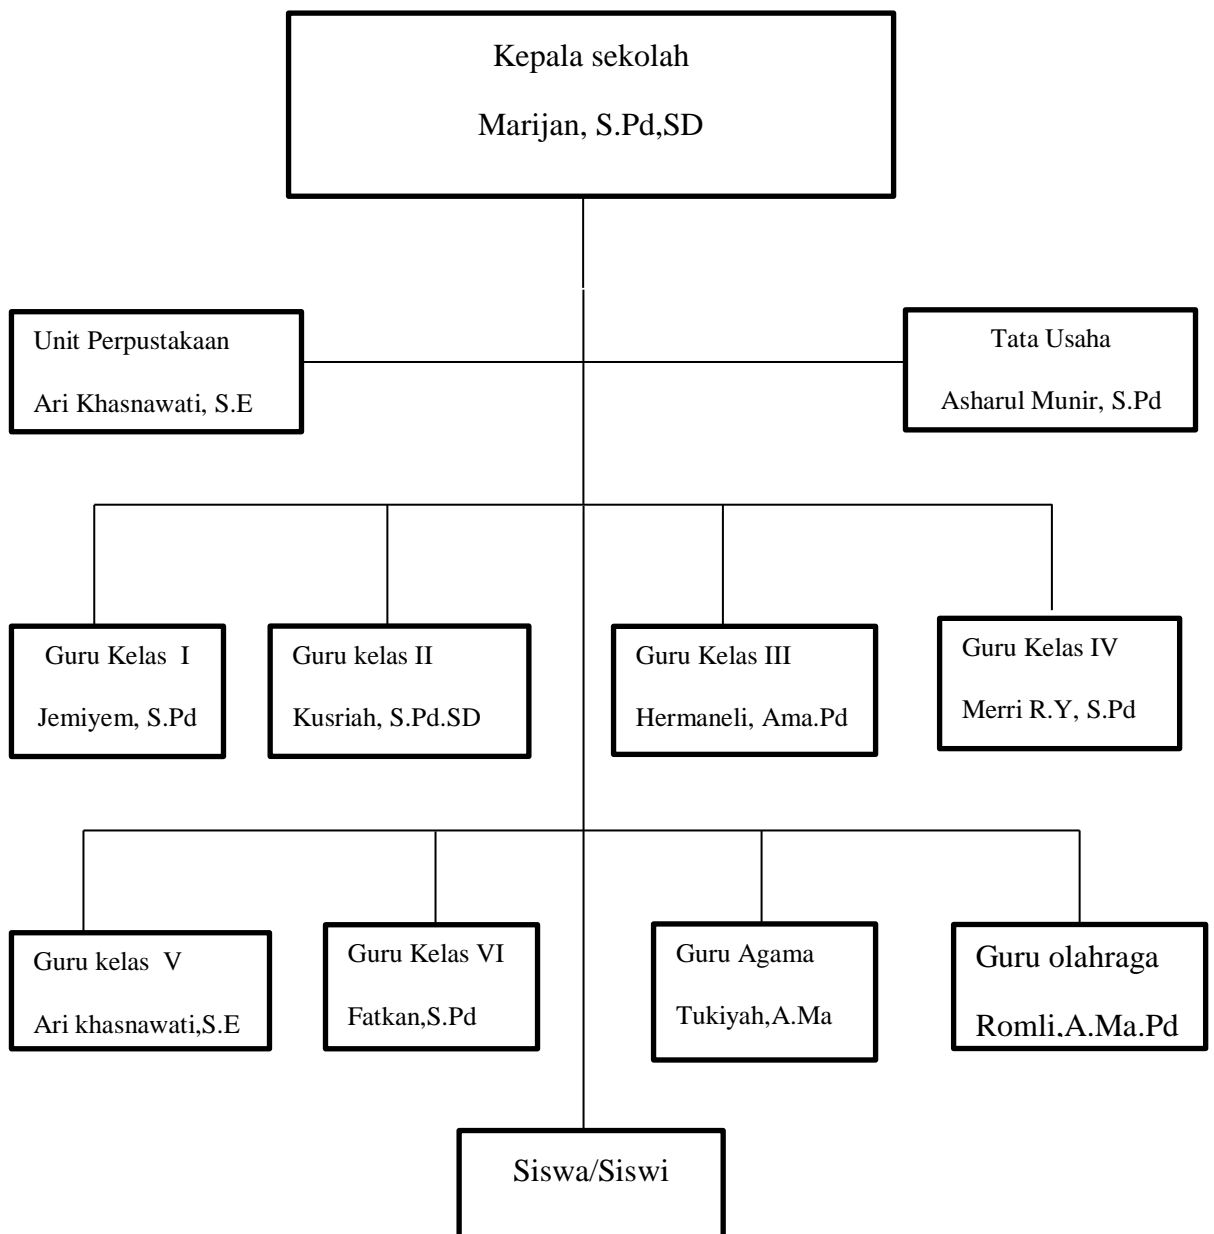 Kepala sekolah
Marijan, S.Pd,SD
Unit Perpustakaan
Ari Khasnawati, S.E
Tata Usaha
Asharul Munir, S.Pd
Guru Kelas  I
Jemiyem, S.Pd
Guru kelas II
Kusriah, S.Pd.SD
Guru Kelas III
Hermaneli, Ama.Pd
Guru Kelas IV
Merri R.Y, S.Pd
Guru kelas  V
Ari khasnawati,S.E
Guru Kelas VI
Fatkan,S.Pd
Guru Agama
Tukiyah,A.Ma
Guru olahraga
Romli,A.Ma.Pd
Siswa/Siswi